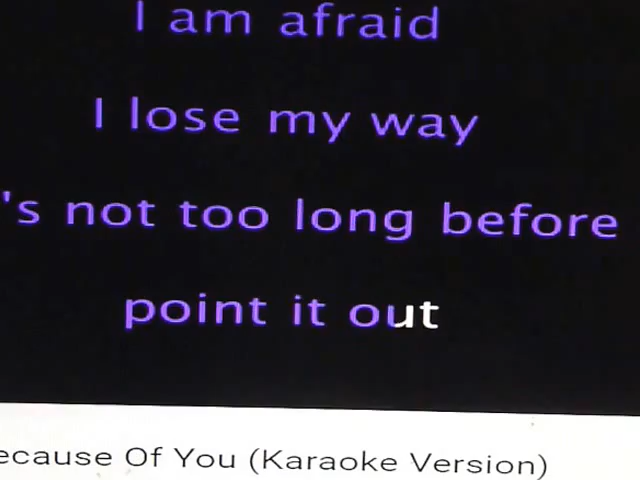 I am afraid
I lose my way
's not too long before
point it out
ecause Of You (Karaoke Version)